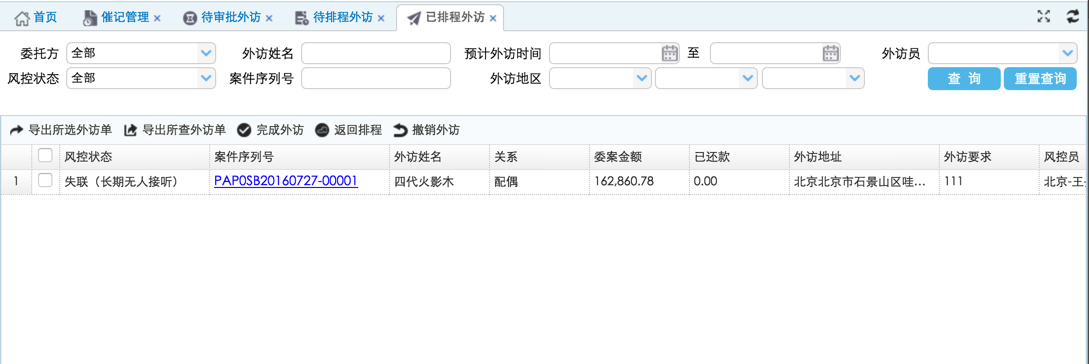 首页 催记管理 × 待审批外访 × 待排程外访 × 已排程外访 ×
委托方 全部 外访姓名 预计外访时间 至 外访员
风控状态 全部 案件序列号 外访地区 查 询 重置查询
导出所选外访单 导出所查外访单 完成外访 返回排程 撤销外访
风控状态 案件序列号 外访姓名 关系 委案金额 已还款 外访地址 外访要求 风控员
1 失联（长期无人接听） PAP0SB20160727-00001 四代火影木 配偶 162,860.78 0.00 北京北京市石景山区哇... 111 北京-王